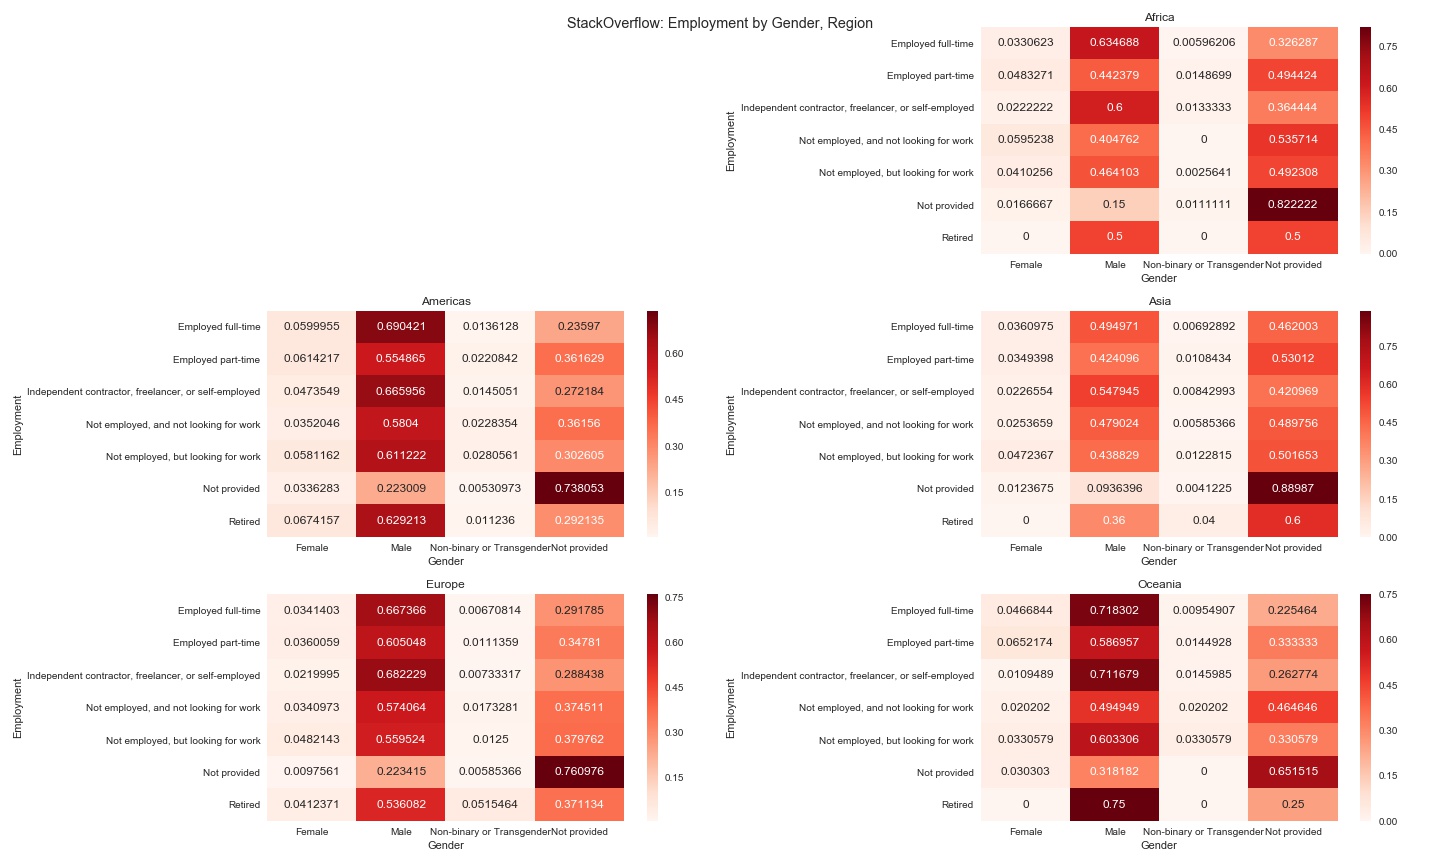 StackOverflow: Employment by Gender, Region
Africa
Employment
Employed full-time 0.0330623 0.634688 0.00596206 0.326287
Employed part-time 0.0483271 0.442379 0.0148699 0.494424
Independent contractor, freelancer, or self-employed 0.0222222 0.6 0.0133333 0.364444
Not employed, and not looking for work 0.0595238 0.404762 0 0.535714
Not employed, but looking for work 0.0410256 0.464103 0.0025641 0.492308
Not provided 0.0166667 0.15 0.0111111 0.822222
Retired 0 0.5 0 0.5
Female Male Non-binary or Transgender Not provided
Gender
0.75
0.60
0.45
0.30
0.15
0.00
Americas
Employment
Employed full-time 0.0599955 0.690421 0.0136128 0.23597
Employed part-time 0.0614217 0.554865 0.0220842 0.361629
Independent contractor, freelancer, or self-employed 0.0473549 0.665956 0.0145051 0.272184
Not employed, and not looking for work 0.0352046 0.5804 0.0228354 0.36156
Not employed, but looking for work 0.0581162 0.611222 0.0280561 0.302605
Not provided 0.0336283 0.223009 0.00530973 0.738053
Retired 0.0674157 0.629213 0.011236 0.292135
Female Male Non-binary or Transgender Not provided
Gender
0.60
0.45
0.30
0.15
Asia
Employment
Employed full-time 0.0360975 0.494971 0.00692892 0.462003
Employed part-time 0.0349398 0.424096 0.0108434 0.53012
Independent contractor, freelancer, or self-employed 0.0226554 0.547945 0.00842993 0.420969
Not employed, and not looking for work 0.0253659 0.479024 0.00585366 0.489756
Not employed, but looking for work 0.0472367 0.438829 0.0122815 0.501653
Not provided 0.0123675 0.0936396 0.0041225 0.88987
Retired 0 0.36 0.04 0.6
Female Male Non-binary or Transgender Not provided
Gender
0.75
0.60
0.45
0.30
0.15
0.00
Europe
Employment
Employed full-time 0.0341403 0.667366 0.00670814 0.291785
Employed part-time 0.0360059 0.605048 0.0111359 0.34781
Independent contractor, freelancer, or self-employed 0.0219995 0.682229 0.00733317 0.288438
Not employed, and not looking for work 0.0340973 0.574064 0.0173281 0.374511
Not employed, but looking for work 0.0482143 0.559524 0.0125 0.379762
Not provided 0.0097561 0.223415 0.00585366 0.760976
Retired 0.0412371 0.536082 0.0515464 0.371134
Female Male Non-binary or Transgender Not provided
Gender
0.75
0.60
0.45
0.30
0.15
Oceania
Employment
Employed full-time 0.0466844 0.718302 0.00954907 0.225464
Employed part-time 0.0652174 0.586957 0.0144928 0.333333
Independent contractor, freelancer, or self-employed 0.0109489 0.711679 0.0145985 0.262774
Not employed, and not looking for work 0.020202 0.494949 0.020202 0.464646
Not employed, but looking for work 0.0330579 0.603306 0.0330579 0.330579
Not provided 0.030303 0.318182 0 0.651515
Retired 0 0.75 0 0.25
Female Male Non-binary or Transgender Not provided
Gender
0.75
0.60
0.45
0.30
0.15
0.00